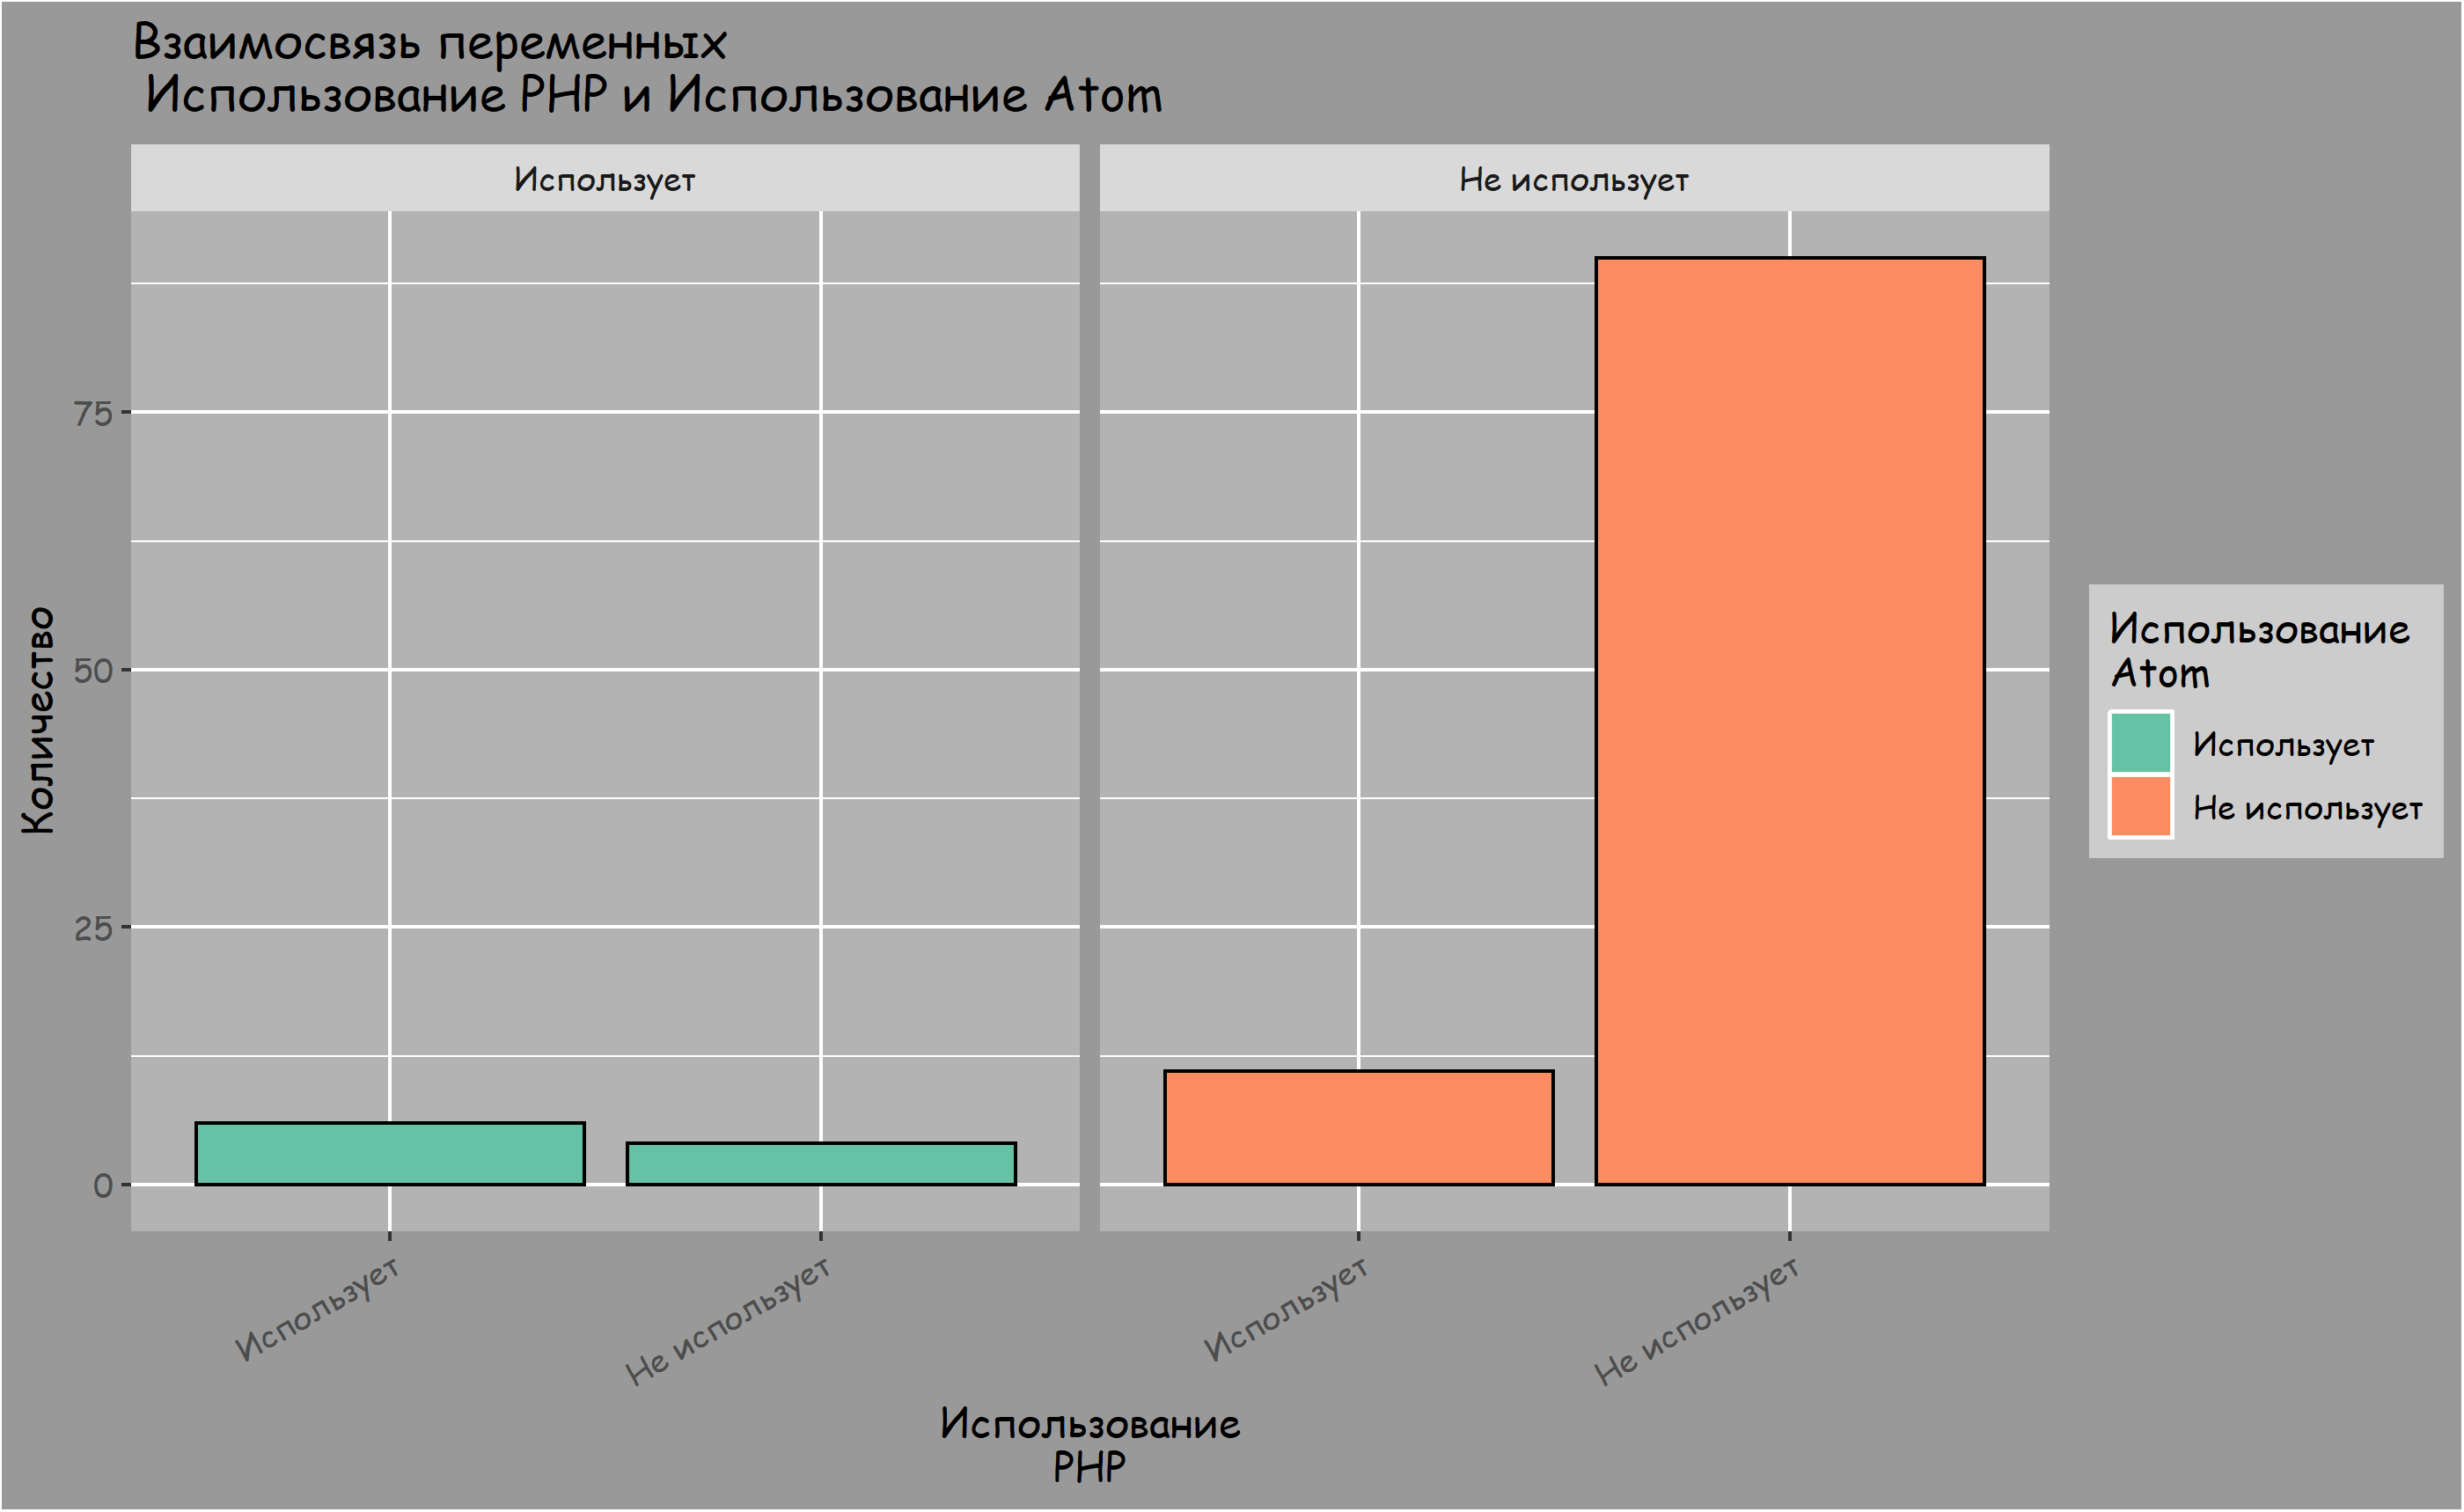 Взаимосвязь переменных
Использование PHP и Использование Atom
Использует
Не использует
Количество
75
50
25
0
Использует
Не использует
Использует
Не использует
Использование
PHP
Использование
Atom
Использует
Не использует